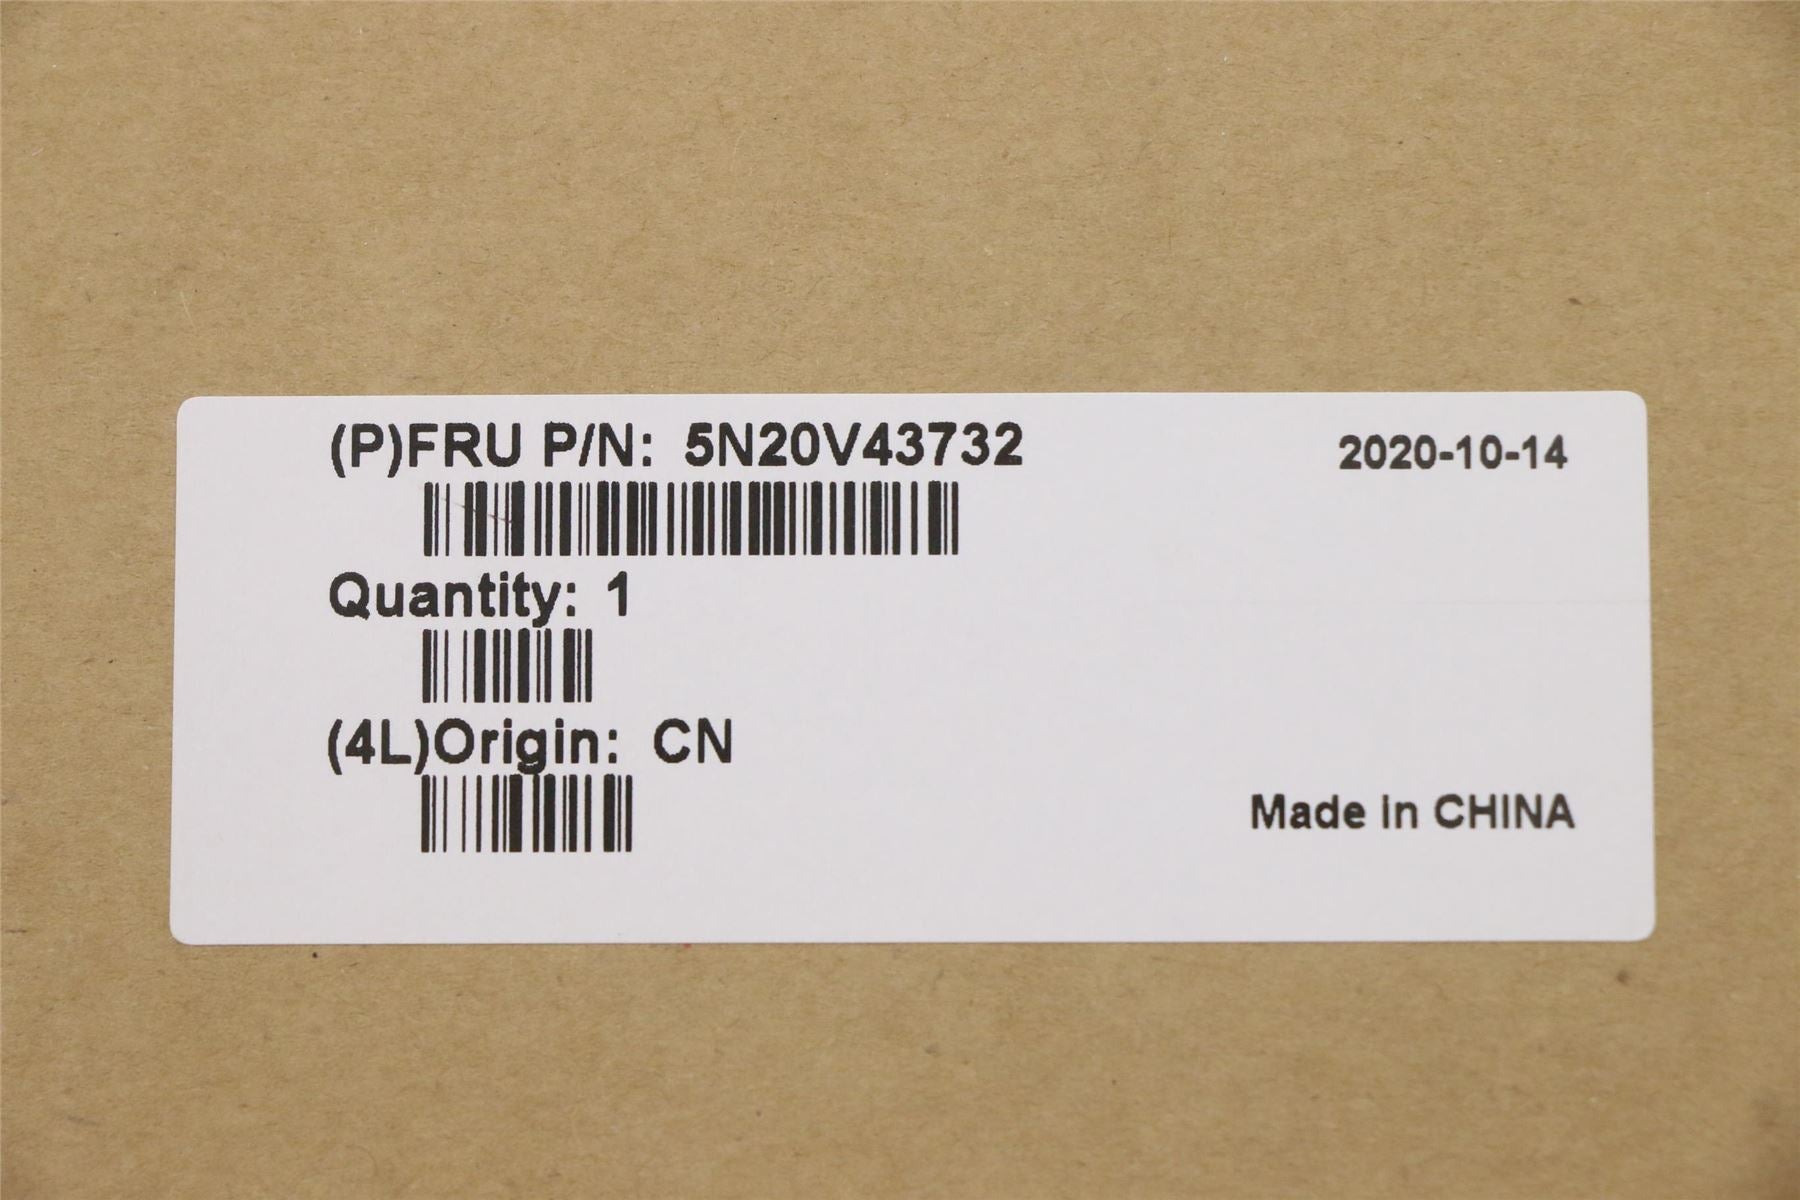 (P)FRU P/N: 5N20V43732
2020-10-14
Quantity: 1
(4L)Origin: CN
Made in CHINA